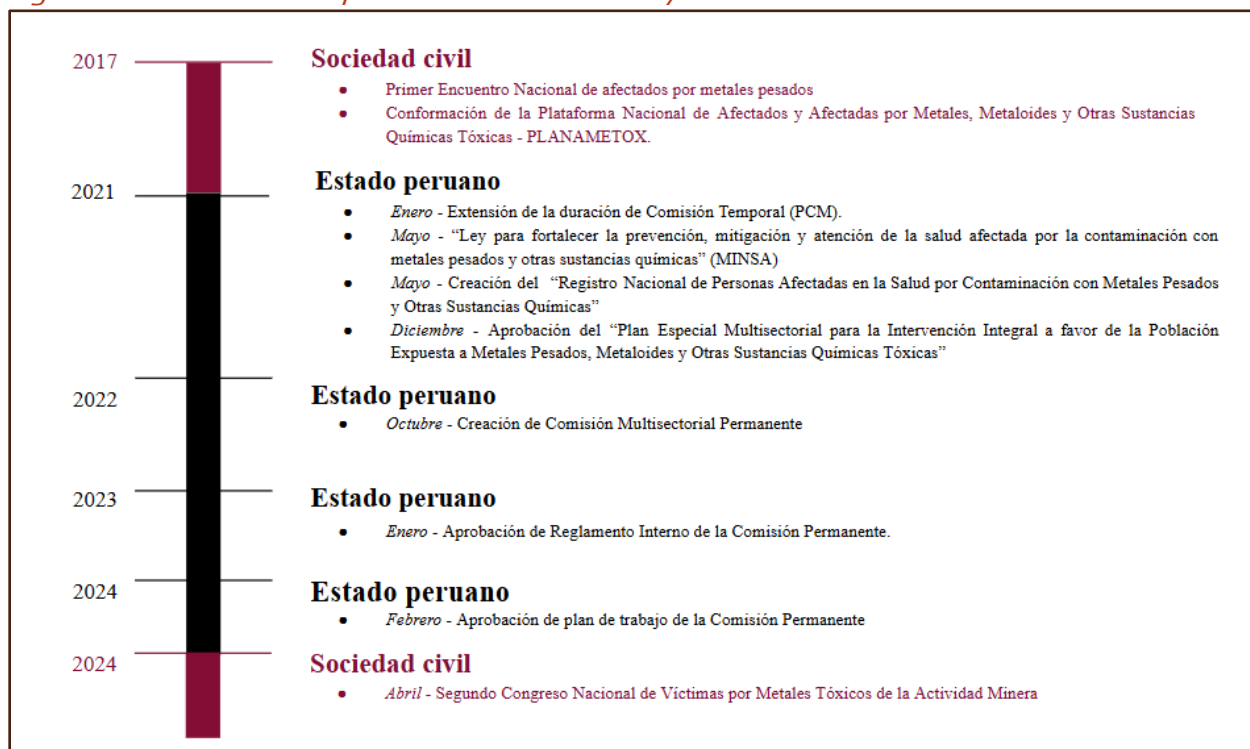 2017
Sociedad civil
• Primer Encuentro Nacional de afectados por metales pesados
• Conformación de la Plataforma Nacional de Afectados y Afectadas por Metales, Metaloides y Otras Sustancias
Químicas Tóxicas - PLANAMETOX.
2021
Estado peruano
• Enero - Extensión de la duración de Comisión Temporal (PCM).
• Mayo - “Ley para fortalecer la prevención, mitigación y atención de la salud afectada por la contaminación con
metales pesados y otras sustancias químicas” (MINSA)
• Mayo - Creación del “Registro Nacional de Personas Afectadas en la Salud por Contaminación con Metales Pesados
y Otras Sustancias Químicas”
• Diciembre - Aprobación del “Plan Especial Multisectorial para la Intervención Integral a favor de la Población
Expuesta a Metales Pesados, Metaloides y Otras Sustancias Químicas Tóxicas”
2022
Estado peruano
• Octubre - Creación de Comisión Multisectorial Permanente
2023
Estado peruano
• Enero - Aprobación de Reglamento Interno de la Comisión Permanente.
2024
Estado peruano
• Febrero - Aprobación de plan de trabajo de la Comisión Permanente
2024
Sociedad civil
• Abril - Segundo Congreso Nacional de Víctimas por Metales Tóxicos de la Actividad Minera